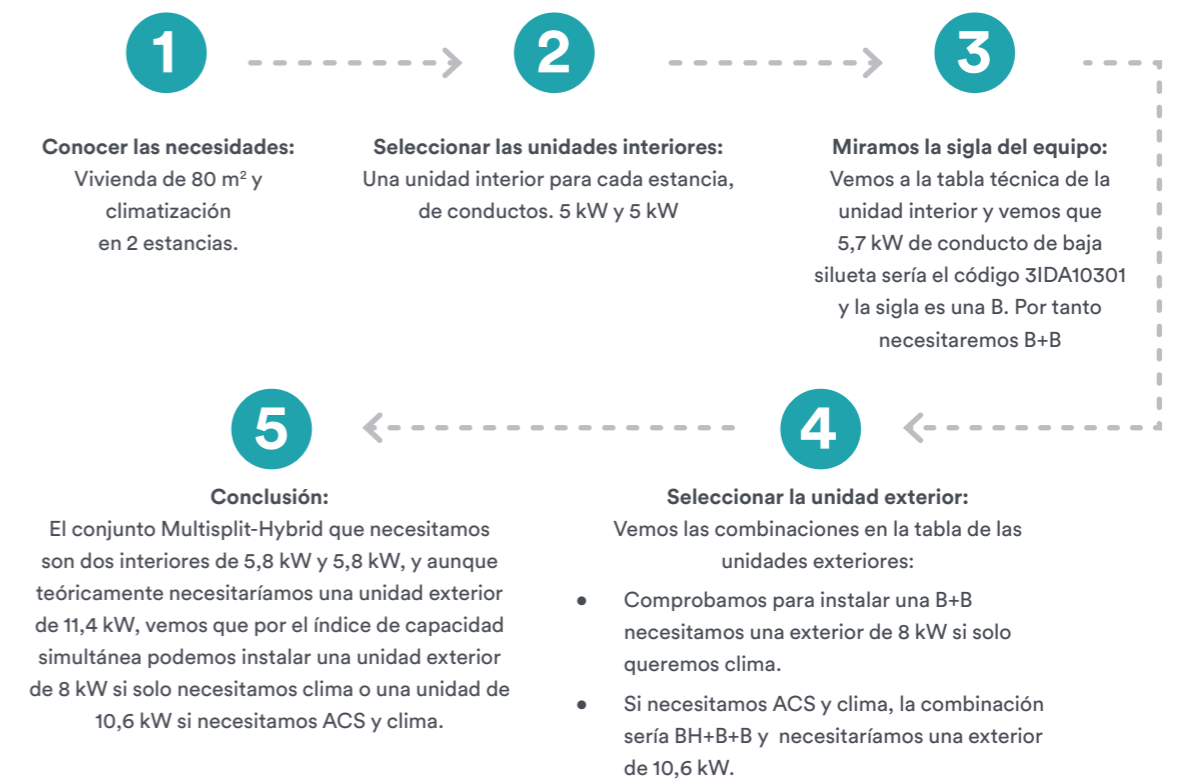 1
Conocer las necesidades:
Vivienda de 80 m² y
climatización
en 2 estancias.
2
Seleccionar las unidades interiores:
Una unidad interior para cada estancia,
de conductos. 5 kW y 5 kW
3
Miramos la sigla del equipo:
Vemos a la tabla técnica de la
unidad interior y vemos que
5,7 kW de conducto de baja
silueta sería el código 3IDA10301
y la sigla es una B. Por tanto
necesitaremos B+B
4
Seleccionar la unidad exterior:
Vemos las combinaciones en la tabla de las
unidades exteriores:
● Comprobamos para instalar una B+B
necesitamos una exterior de 8 kW si solo
queremos clima.
● Si necesitamos ACS y clima, la combinación
sería BH+B+B y necesitaríamos una exterior
de 10,6 kW.
5
Conclusión:
El conjunto Multisplit-Hybrid que necesitamos
son dos interiores de 5,8 kW y 5,8 kW, y aunque
teóricamente necesitaríamos una unidad exterior
de 11,4 kW, vemos que por el índice de capacidad
simultánea podemos instalar una unidad exterior
de 8 kW si solo necesitamos clima o una unidad de
10,6 kW si necesitamos ACS y clima.